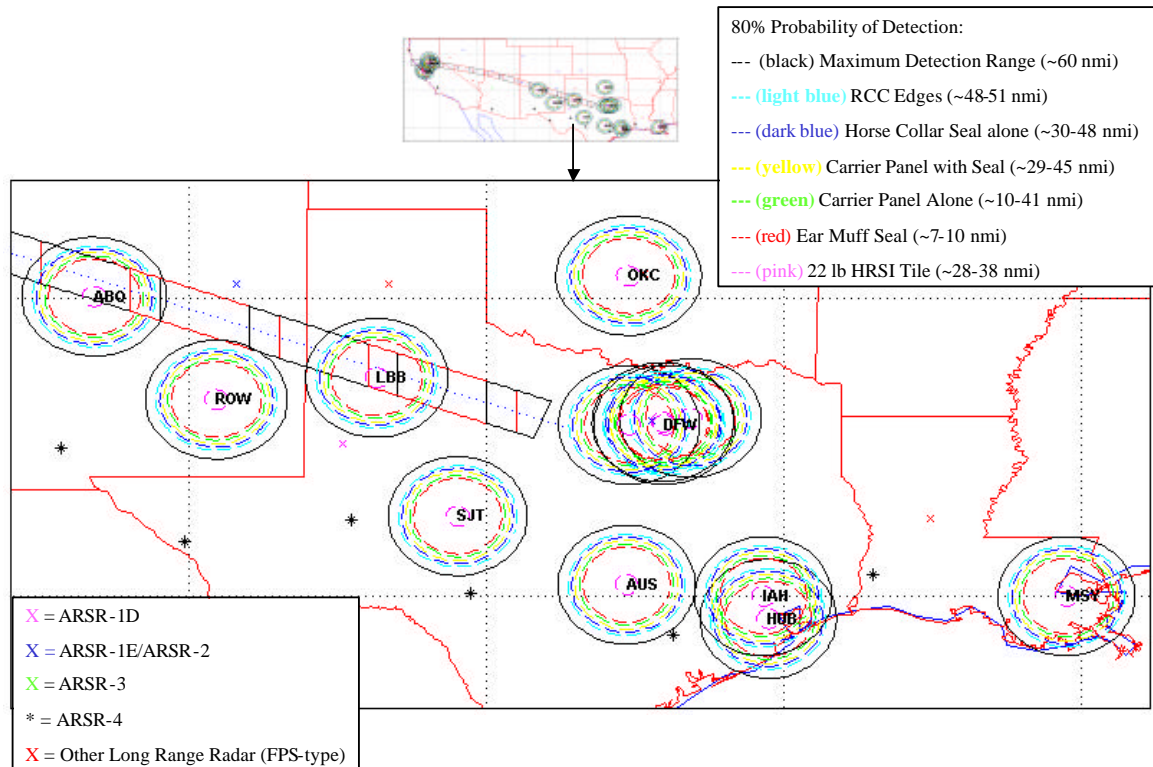 80% Probability of Detection:
--- (black) Maximum Detection Range (~60 nmi)
--- (light blue) RCC Edges (~48-51 nmi)
--- (dark blue) Horse Collar Seal alone (~30-48 nmi)
--- (yellow) Carrier Panel with Seal (~29-45 nmi)
--- (green) Carrier Panel Alone (~10-41 nmi)
--- (red) Ear Muff Seal (~7-10 nmi)
--- (pink) 22 lb HRSI Tile (~28-38 nmi)
OKC
ABQ
LBB
ROW
DFW
SJT
AUS
IAH
HUB
MSY
X = ARSR-1D
X = ARSR-1E/ARSR-2
X = ARSR-3
* = ARSR-4
X = Other Long Range Radar (FPS-type)